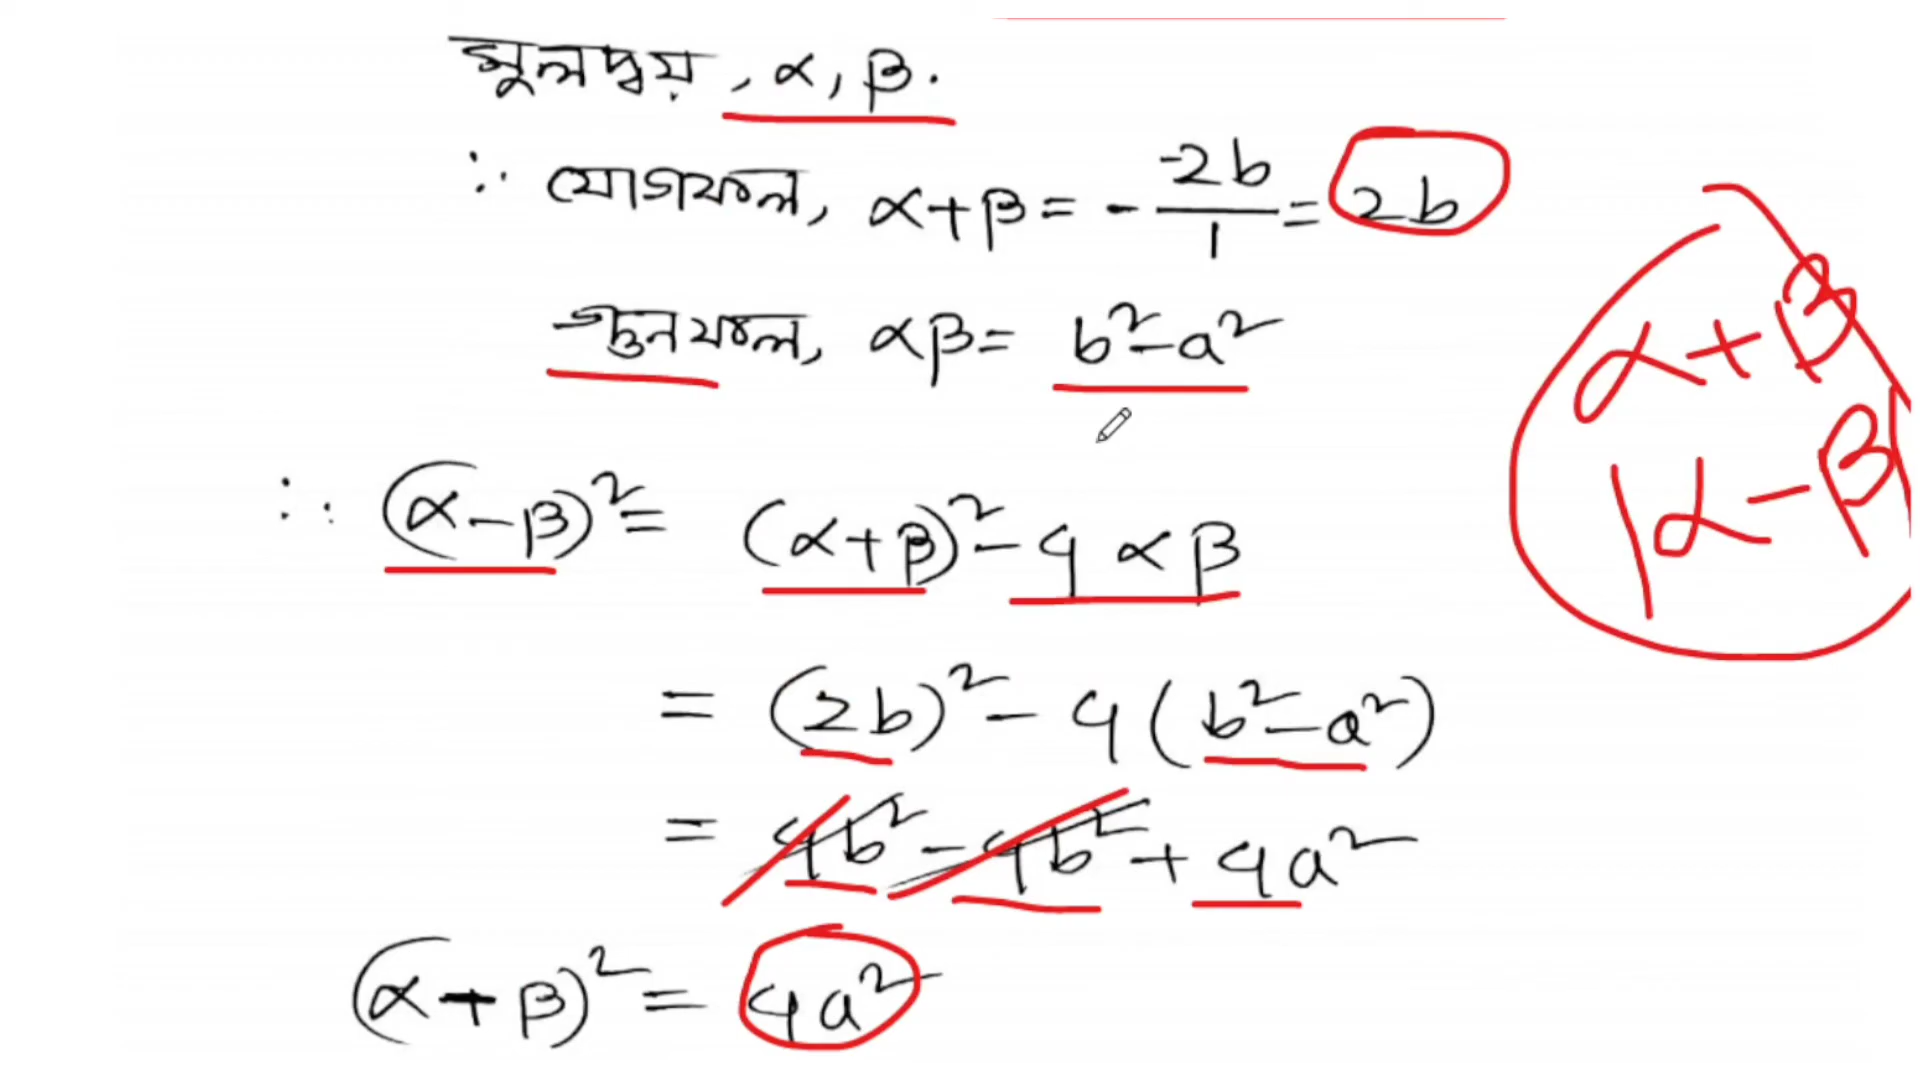 মুলদ্বয়, α, β.
∴ যোগফল, α+β = - -2b/1 = 2b
গুনফল, αβ = b²-a²
∴ (α-β)² = (α+β)² - 4αβ
= (2b)² - 4(b²-a²)
= 4b² - 4b² + 4a²
(α+β)² = 4a²
α+β
|α-β|